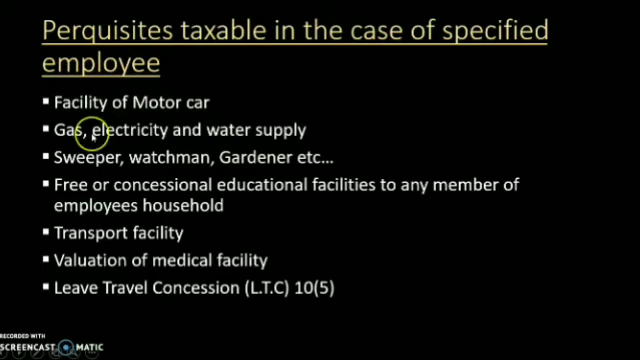 Perquisites taxable in the case of specified
employee
▪ Facility of Motor car
▪ Gas, electricity and water supply
▪ Sweeper, watchman, Gardener etc...
▪ Free or concessional educational facilities to any member of
employees household
▪ Transport facility
▪ Valuation of medical facility
▪ Leave Travel Concession (L.T.C) 10(5)
RECORDED WITH
SCREENCAST MATIC